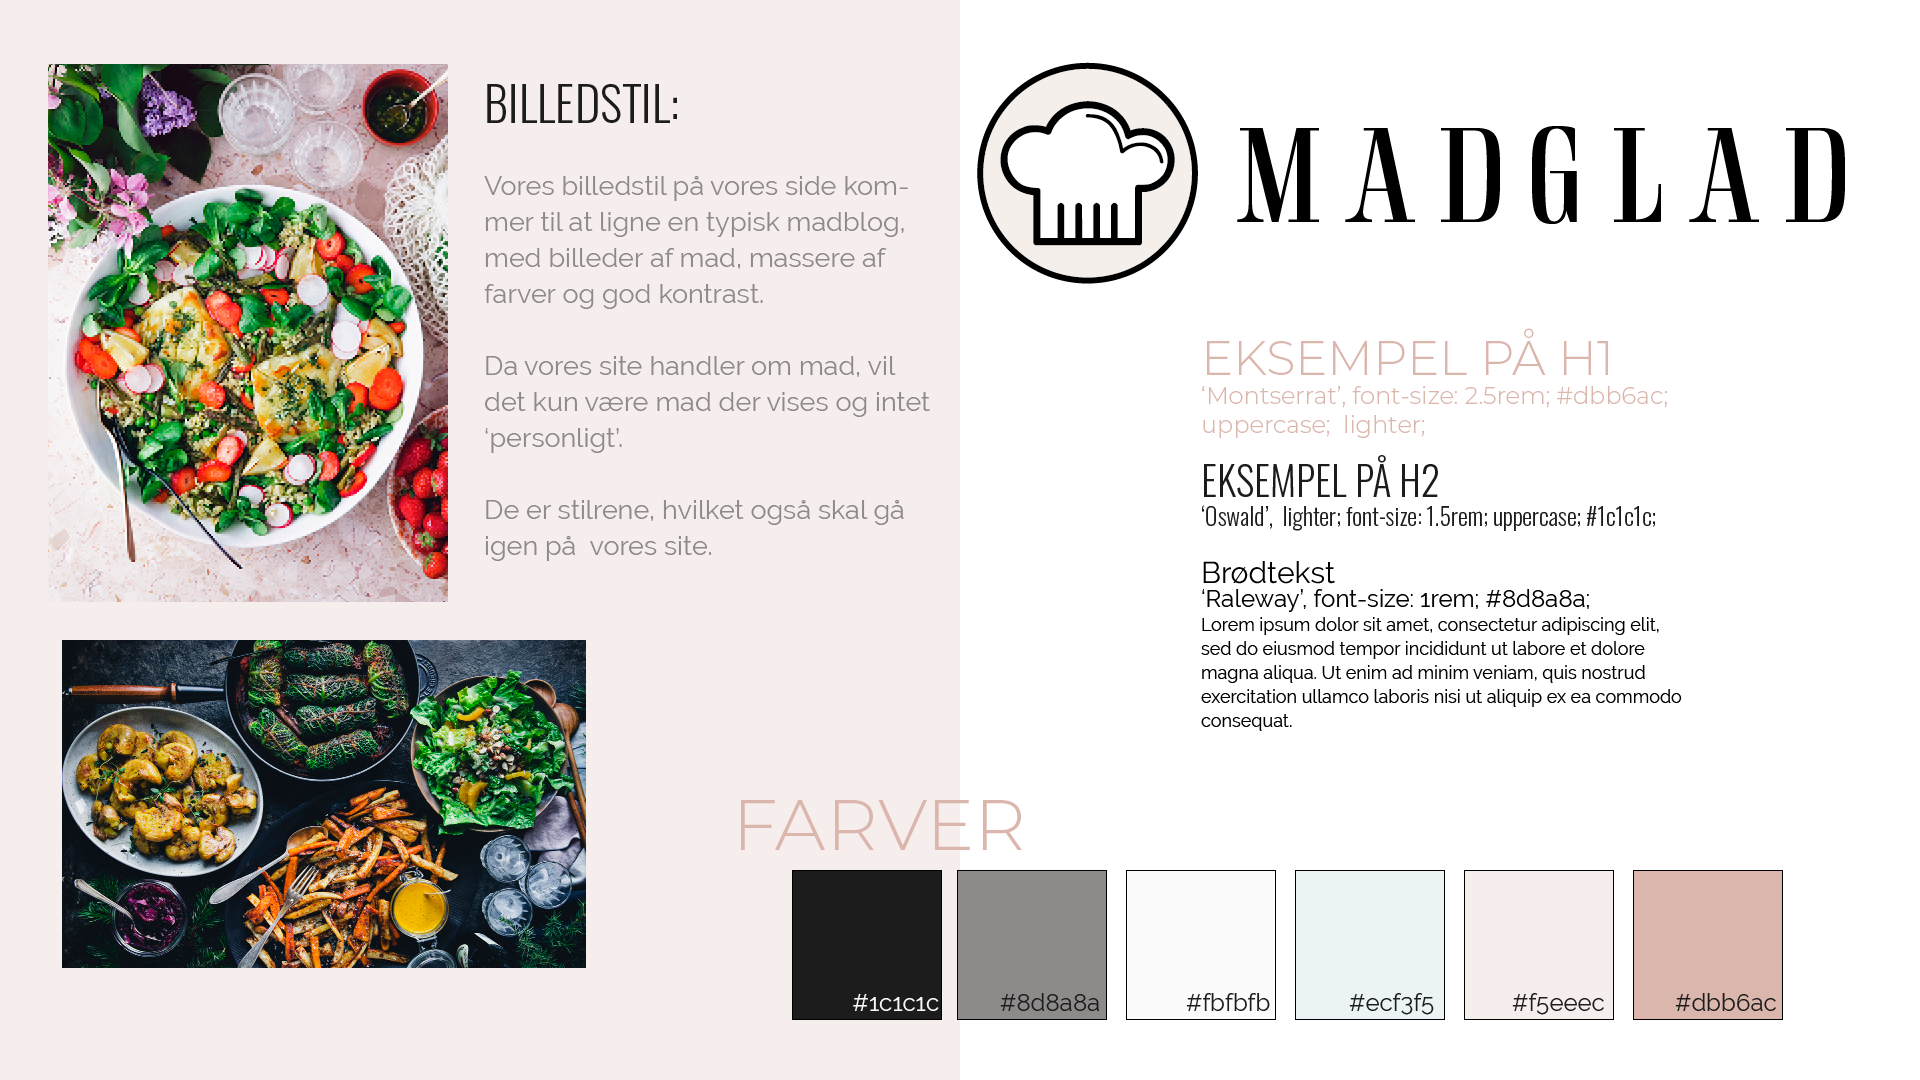 BILLEDSTIL:
Vores billedstil på vores side kom-
mer til at ligne en typisk madblog,
med billeder af mad, massere af
farver og god kontrast.
Da vores site handler om mad, vil
det kun være mad der vises og intet
‘personligt’.
De er stilrene, hvilket også skal gå
igen på  vores site.
MADGLAD
EKSEMPEL PÅ H1
‘Montserrat’, font-size: 2.5rem; #dbb6ac;
uppercase;  lighter;
EKSEMPEL PÅ H2
‘Oswald’,  lighter; font-size: 1.5rem; uppercase; #1c1c1c;
Brødtekst
‘Raleway’, font-size: 1rem; #8d8a8a;
Lorem ipsum dolor sit amet, consectetur adipiscing elit,
sed do eiusmod tempor incididunt ut labore et dolore
magna aliqua. Ut enim ad minim veniam, quis nostrud
exercitation ullamco laboris nisi ut aliquip ex ea commodo
consequat.
FARVER
#1c1c1c
#8d8a8a
#fbfbfb
#ecf3f5
#f5eeec
#dbb6ac